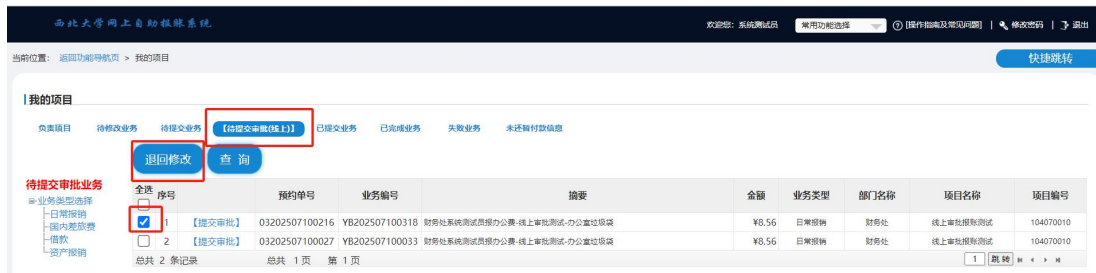 西北大学网上自助报账系统 欢迎您: 系统测试员 常用功能选择 ? [操作指南及常见问题] | 修改密码 | 退出
当前位置: 返回功能导航页 > 我的项目 快捷跳转
我的项目
负责项目 待修改业务 待提交业务 【待提交审批(线上)】 已提交业务 已完成业务 失败业务 未还暂付款信息
退回修改 查 询
待提交审批业务
业务类型选择
日常报销
国内差旅费
借款
资产报销
全选 序号 预约单号 业务编号 摘要 金额 业务类型 部门名称 项目名称 项目编号
1 【提交审批】 03202507100216 YB202507100318 财务处系统测试员报办公费-线上审批测试-办公室垃圾袋 ¥8.56 日常报销 财务处 线上审批报账测试 104070010
2 【提交审批】 03202507100027 YB202507100033 财务处系统测试员报办公费-线上审批测试-办公室垃圾袋 ¥8.56 日常报销 财务处 线上审批报账测试 104070010
总共 2 条记录 总共 1 页 第 1 页 1 跳转